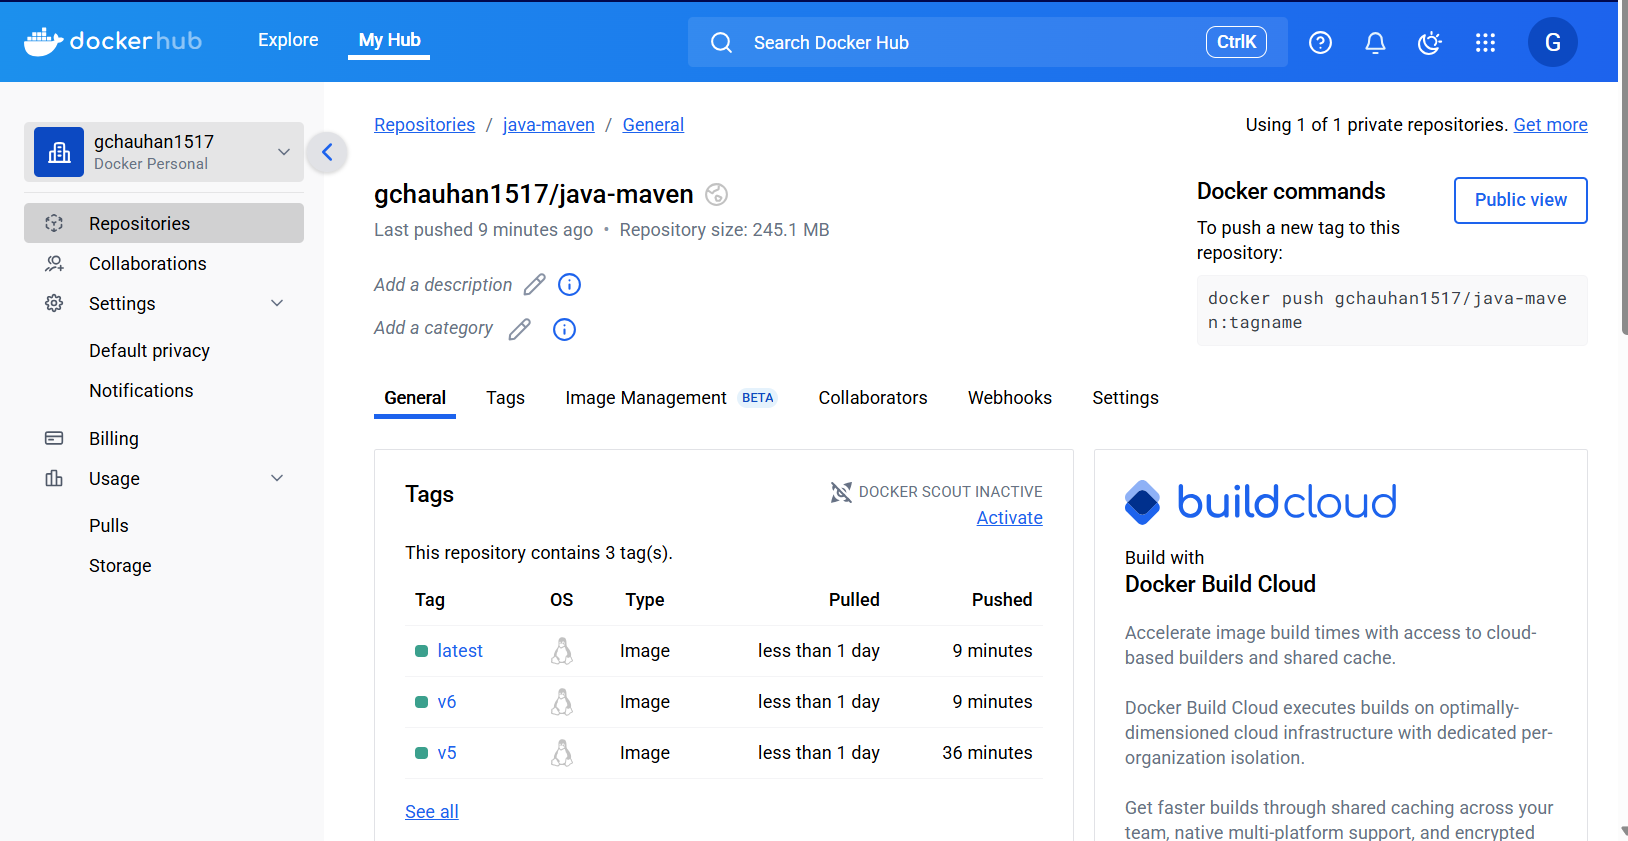 dockerhub
Explore
My Hub
Search Docker Hub
CtrlK
G
gchauhan1517
Docker Personal
Repositories
Collaborations
Settings
Default privacy
Notifications
Billing
Usage
Pulls
Storage
Repositories / java-maven / General
Using 1 of 1 private repositories. Get more
gchauhan1517/java-maven
Last pushed 9 minutes ago • Repository size: 245.1 MB
Add a description
Add a category
Docker commands
Public view
To push a new tag to this
repository:
docker push gchauhan1517/java-mave
n:tagname
General
Tags
Image Management BETA
Collaborators
Webhooks
Settings
Tags
DOCKER SCOUT INACTIVE
Activate
This repository contains 3 tag(s).
Tag OS Type Pulled Pushed
latest Image less than 1 day 9 minutes
v6 Image less than 1 day 9 minutes
v5 Image less than 1 day 36 minutes
See all
buildcloud
Build with
Docker Build Cloud
Accelerate image build times with access to cloud-
based builders and shared cache.
Docker Build Cloud executes builds on optimally-
dimensioned cloud infrastructure with dedicated per-
organization isolation.
Get faster builds through shared caching across your
team, native multi-platform support, and encrypted